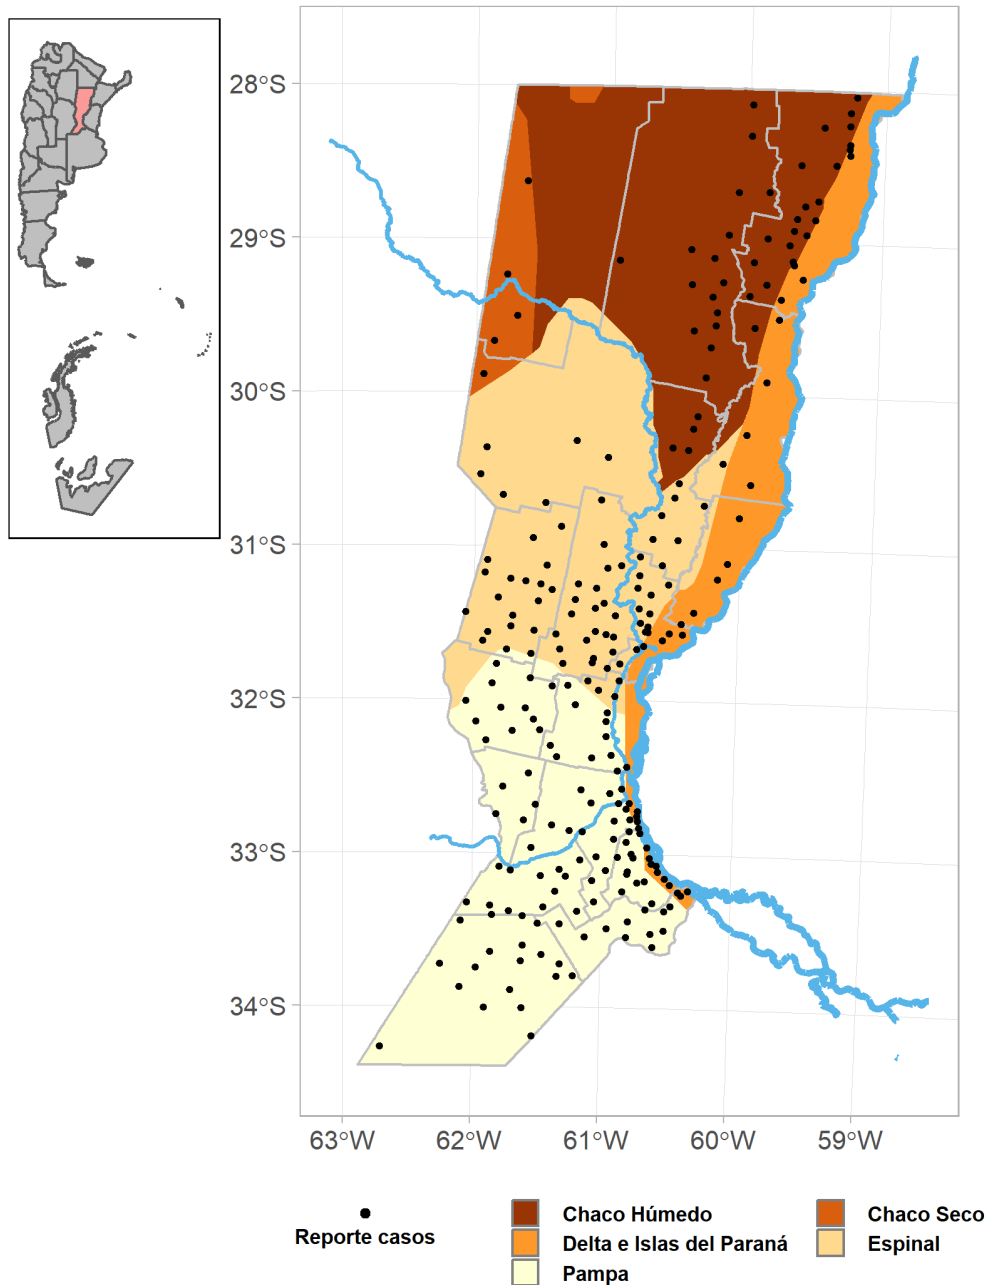 28°S
29°S
30°S
31°S
32°S
33°S
34°S
63°W 62°W 61°W 60°W 59°W
Reporte casos
Chaco Húmedo
Chaco Seco
Delta e Islas del Paraná
Espinal
Pampa